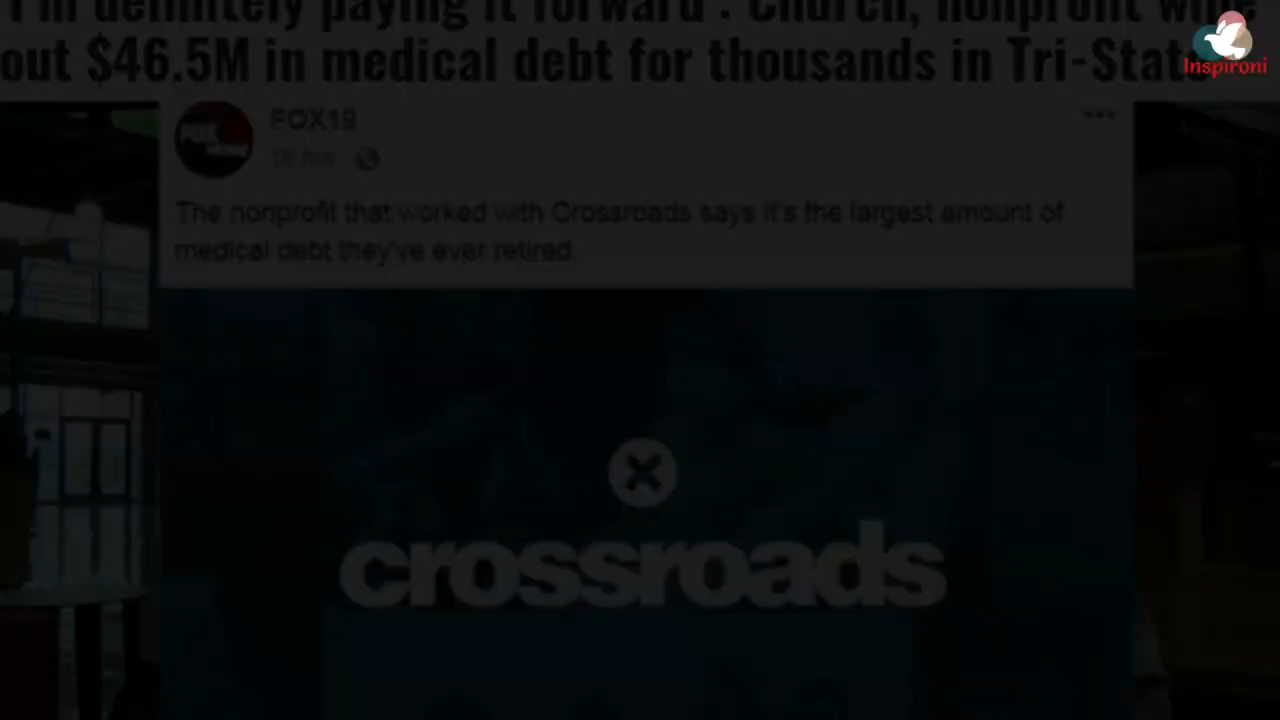 'I'm definitely paying it forward': Church, nonprofit wipe
out $46.5M in medical debt for thousands in Tri-State
Inspironi
FOX19
The nonprofit that worked with Crossroads says it's the largest amount of
medical debt they've ever retired.
crossroads